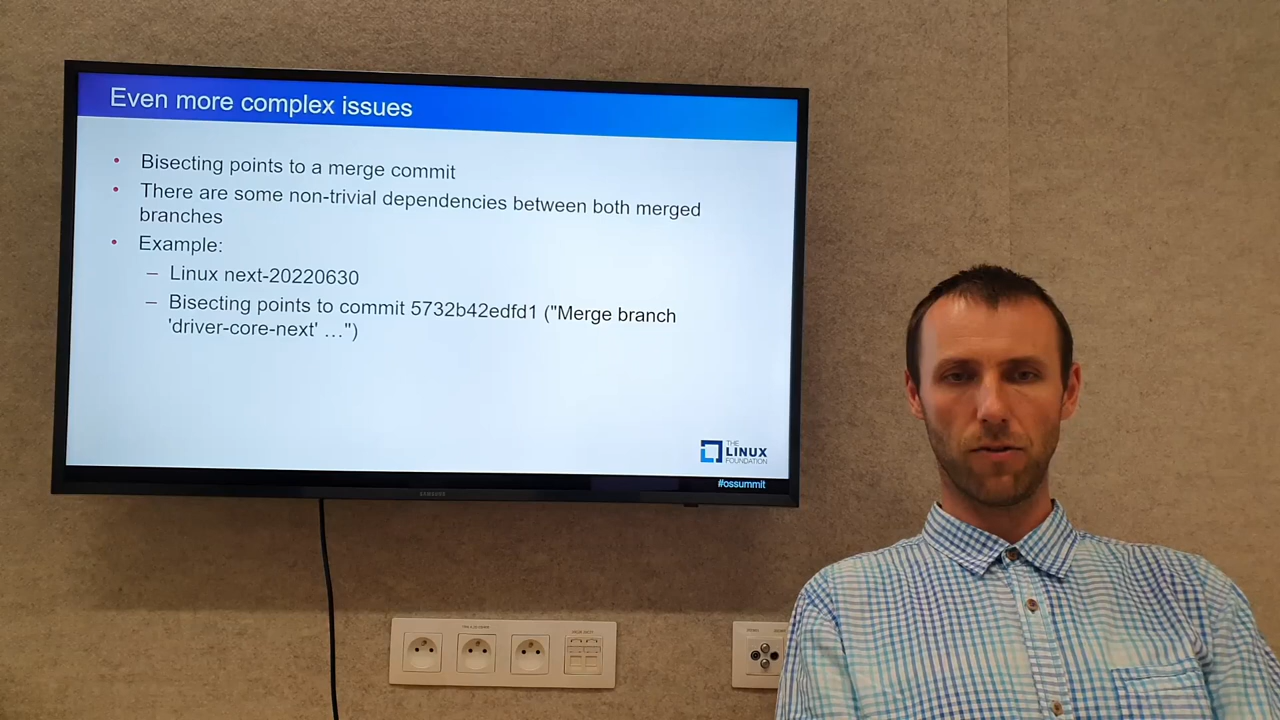 Even more complex issues
• Bisecting points to a merge commit
• There are some non-trivial dependencies between both merged
branches
• Example:
– Linux next-20220630
– Bisecting points to commit 5732b42edfd1 ("Merge branch
'driver-core-next' …")
THE
LINUX
FOUNDATION
#ossummit
SAMSUNG